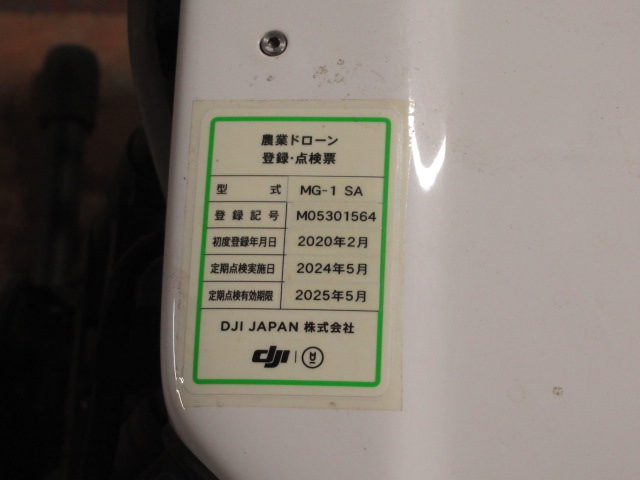 農業ドローン
登録・点検票
型 式 MG-1 SA
登録記号 M05301564
初度登録年月日 2020年2月
定期点検実施日 2024年5月
定期点検有効期限 2025年5月
DJI JAPAN 株式会社
dji